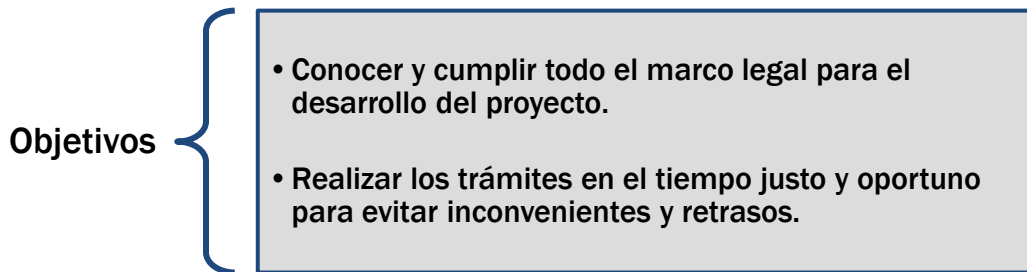 Objetivos
• Conocer y cumplir todo el marco legal para el
desarrollo del proyecto.
• Realizar los trámites en el tiempo justo y oportuno
para evitar inconvenientes y retrasos.